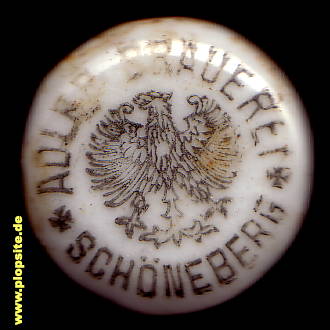 ADLER BRAUEREI
* SCHÖNEBERG *
www.plopsite.de